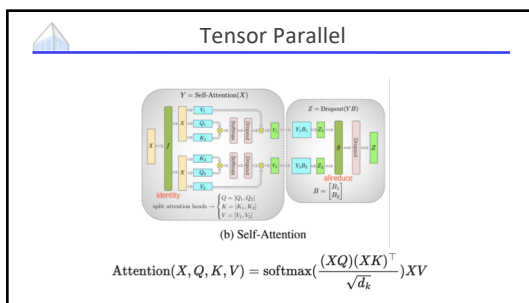 Tensor Parallel
Y = Self-Attention(X)
Z = Dropout(YB)
X ⇒ f
X
V₁
Q₁
K₁
Softmax
Dropout
Y₁
Y₁B₁
Z₁
X
K₂
Q₂
V₂
Softmax
Dropout
Y₂
Y₂B₂
Z₂
g
Dropout
Z
identity
allreduce
split attention heads → { Q = [Q₁, Q₂]
K = [K₁, K₂]
V = [V₁, V₂]
B = [B₁
B₂]
(b) Self-Attention
Attention(X, Q, K, V) = softmax((XQ)(XK)^⊤ / √d_k)XV